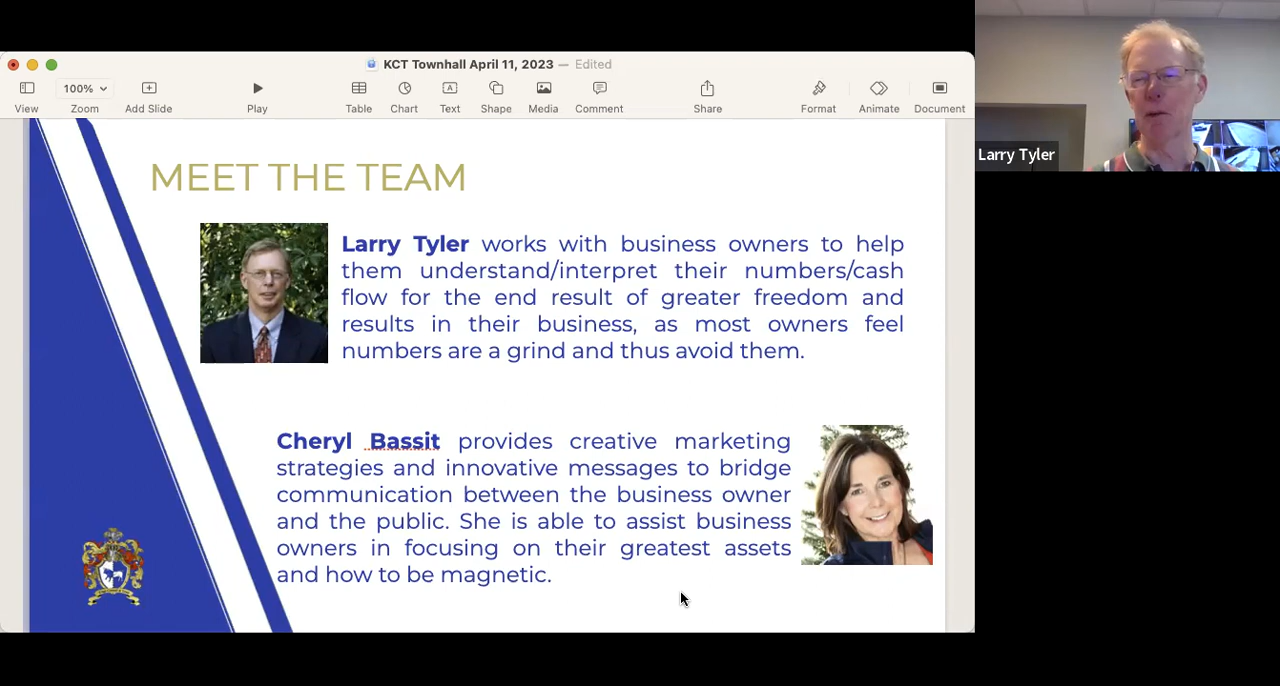 KCT Townhall April 11, 2023 — Edited
100%
View
Zoom
Add Slide
Play
Table
Chart
Text
Shape
Media
Comment
Share
Format
Animate
Document
Larry Tyler
MEET THE TEAM
Larry Tyler works with business owners to help
them understand/interpret their numbers/cash
flow for the end result of greater freedom and
results in their business, as most owners feel
numbers are a grind and thus avoid them.
Cheryl Bassit provides creative marketing
strategies and innovative messages to bridge
communication between the business owner
and the public. She is able to assist business
owners in focusing on their greatest assets
and how to be magnetic.